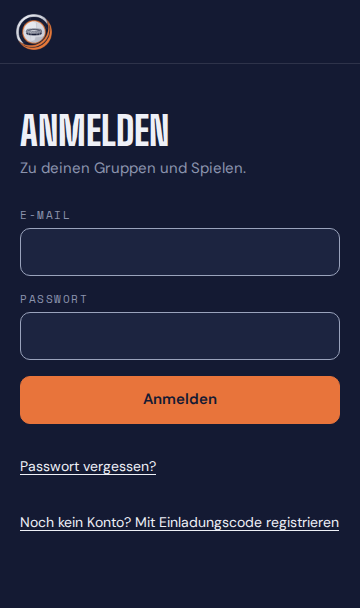 ANMELDEN
Zu deinen Gruppen und Spielen.
E-MAIL
PASSWORT
Anmelden
Passwort vergessen?
Noch kein Konto? Mit Einladungscode registrieren